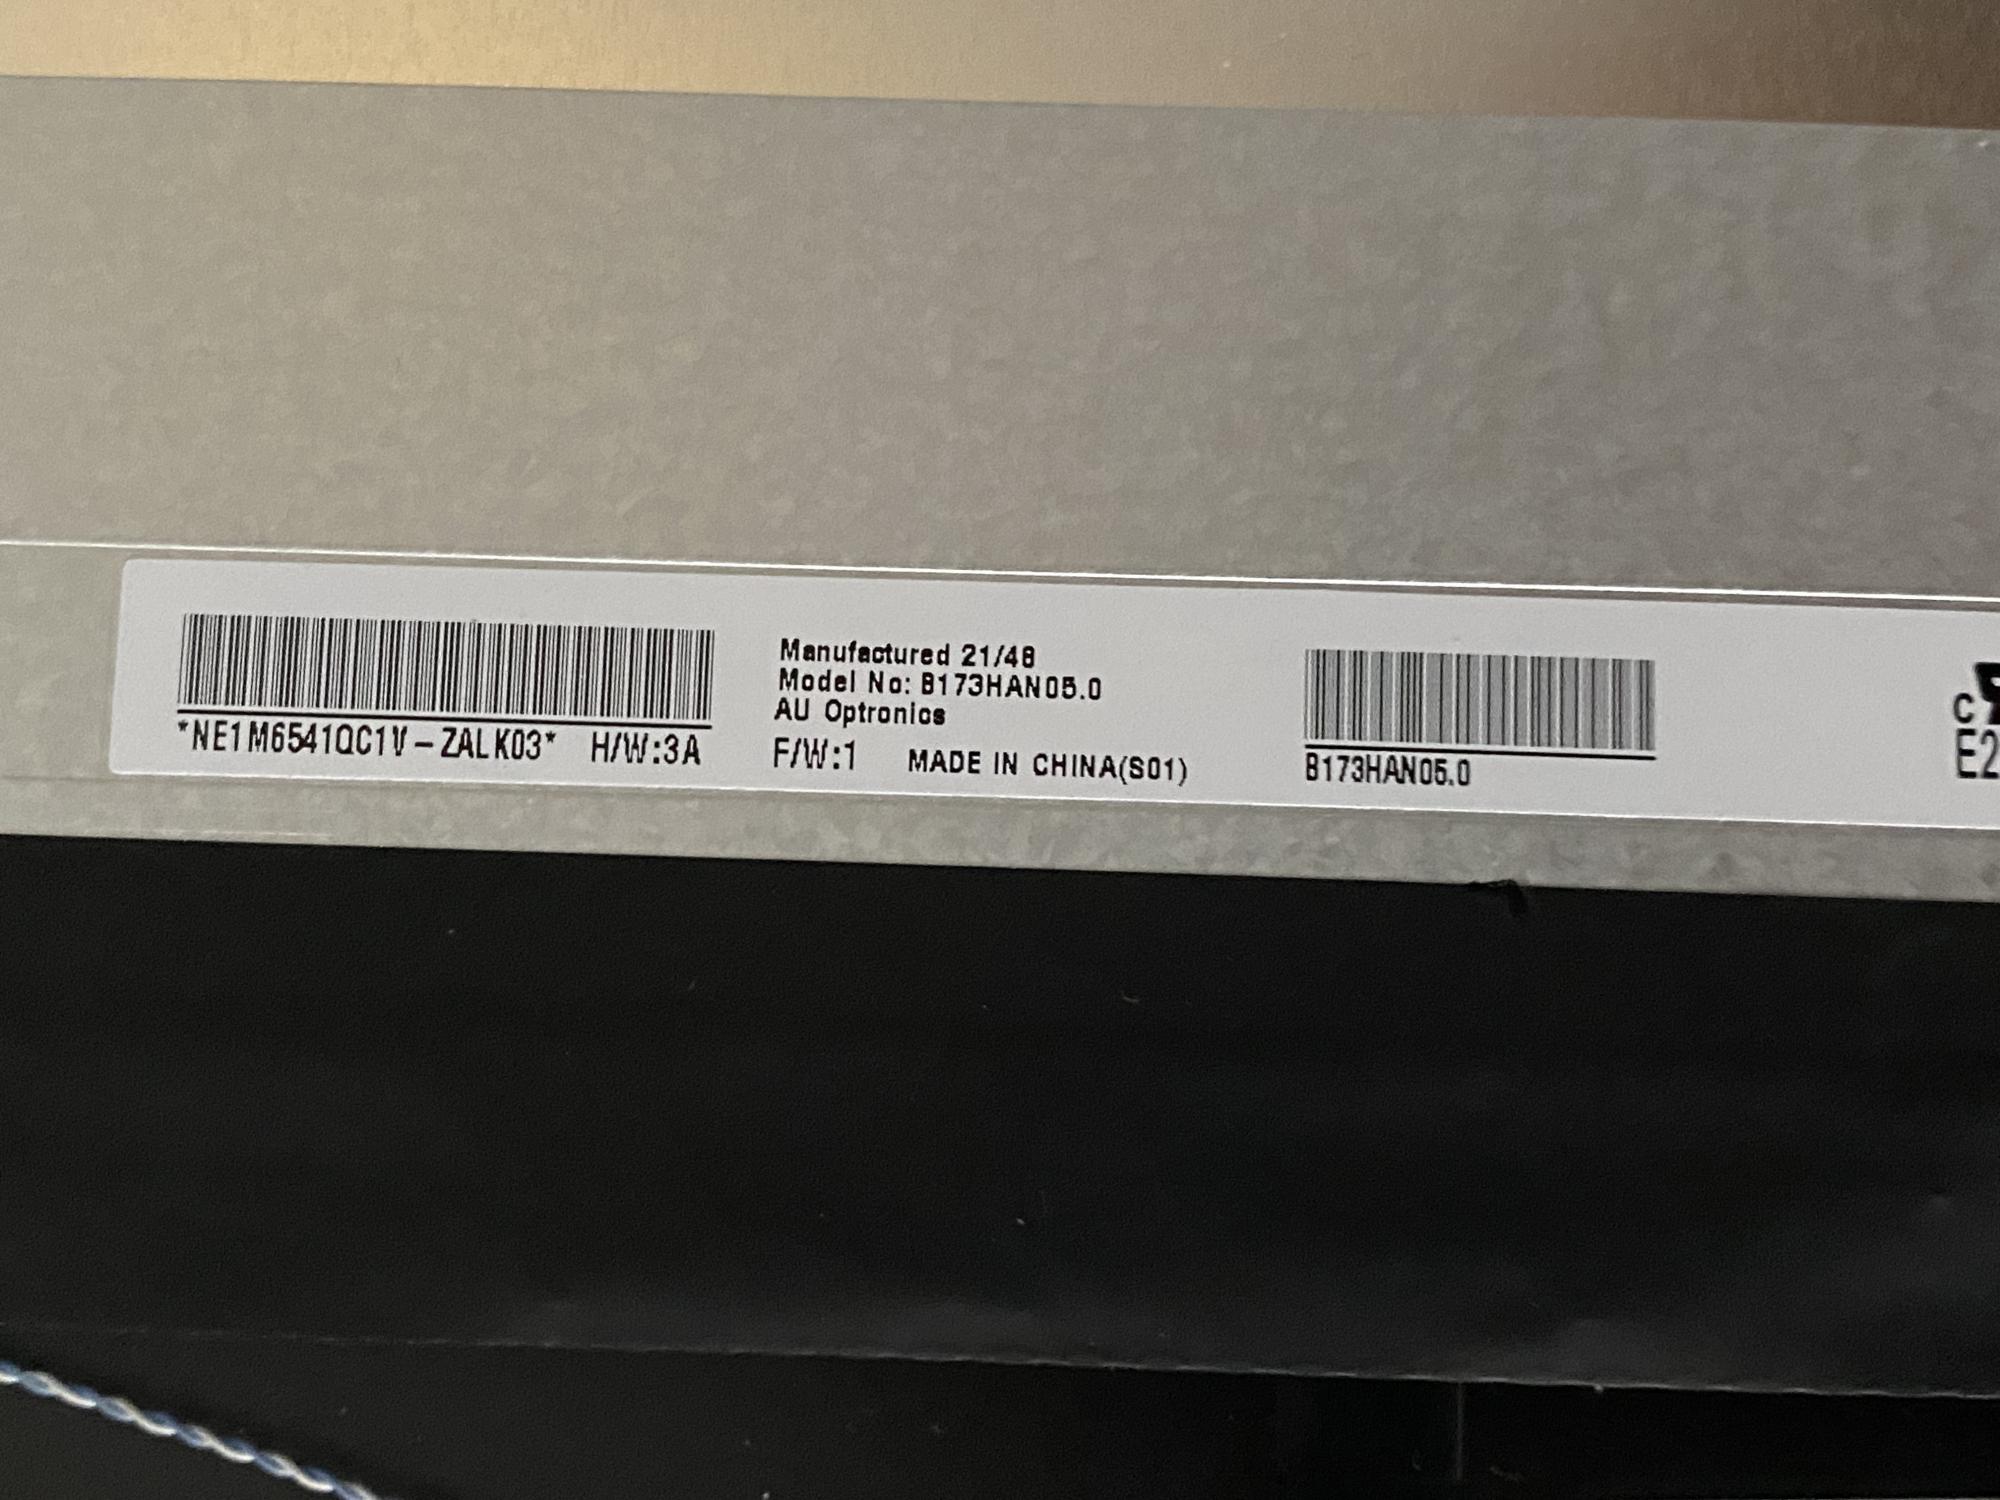 Manufactured 21/48
Model No: B173HAN05.0
AU Optronics
*NE1M6541QC1V-ZALK03* H/W:3A F/W:1 MADE IN CHINA(S01)
B173HAN05.0
C
E2